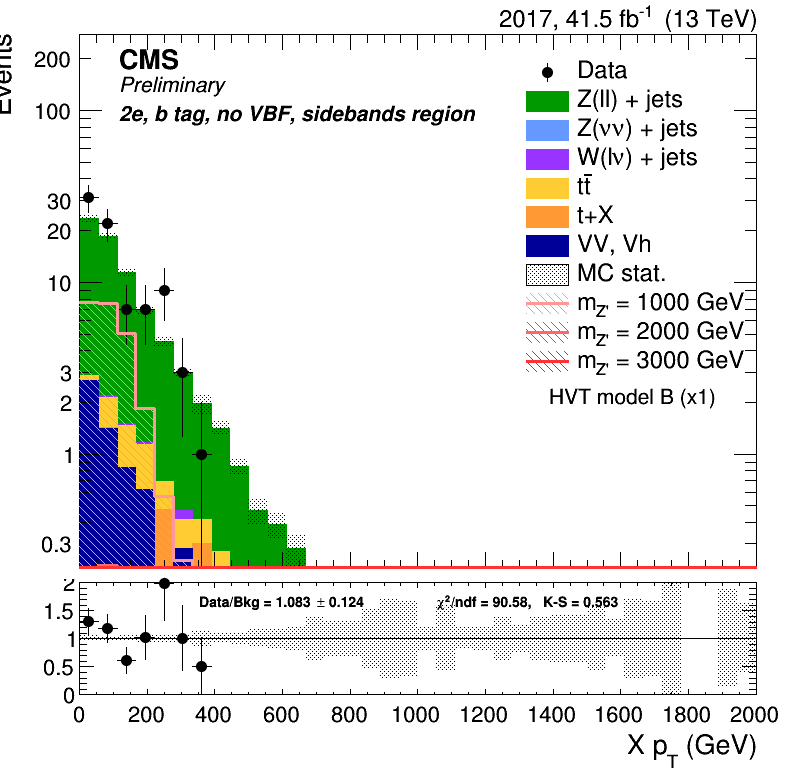 2017, 41.5 fb⁻¹ (13 TeV)
Events
CMS
Preliminary
2e, b tag, no VBF, sidebands region
Data
Z(ll) + jets
Z(νν) + jets
W(lν) + jets
tt̄
t+X
VV, Vh
MC stat.
m_Z' = 1000 GeV
m_Z' = 2000 GeV
m_Z' = 3000 GeV
HVT model B (x1)
200
100
30
20
10
3
2
1
0.3
Data/Bkg = 1.083 ± 0.124
χ²/ndf = 90.58, K-S = 0.563
2
1.5
1
0.5
0
0 200 400 600 800 1000 1200 1400 1600 1800 2000
X p_T (GeV)